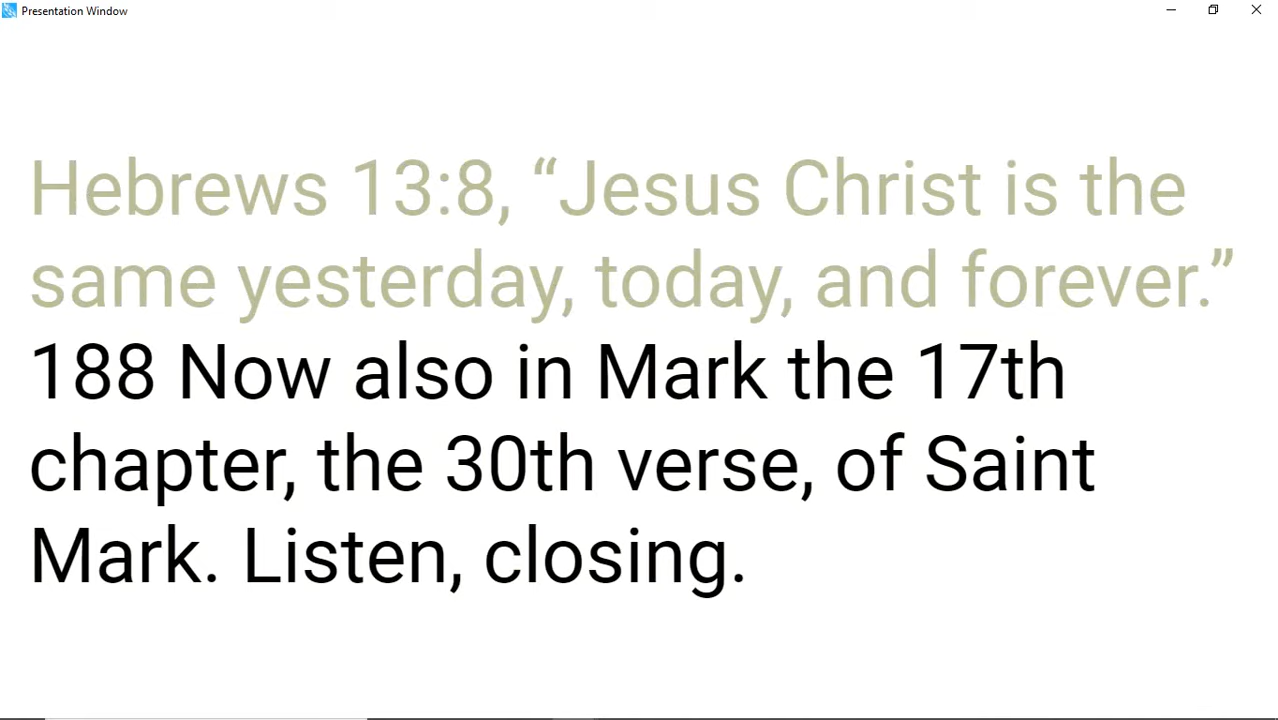 Presentation Window
Hebrews 13:8, “Jesus Christ is the
same yesterday, today, and forever.”
188 Now also in Mark the 17th
chapter, the 30th verse, of Saint
Mark. Listen, closing.